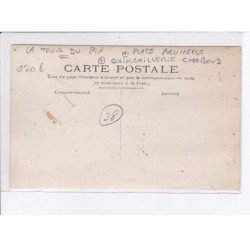 LA TOUR DU PIN + PLACE PRUNELLE
F + QUINCAILLERIE CHABOUD
1206
CARTE POSTALE
Tous les pays étrangers n'acceptent pas la correspondance au recto
(se renseigner à la Poste)
CORRESPONDANCE ADRESSE
38